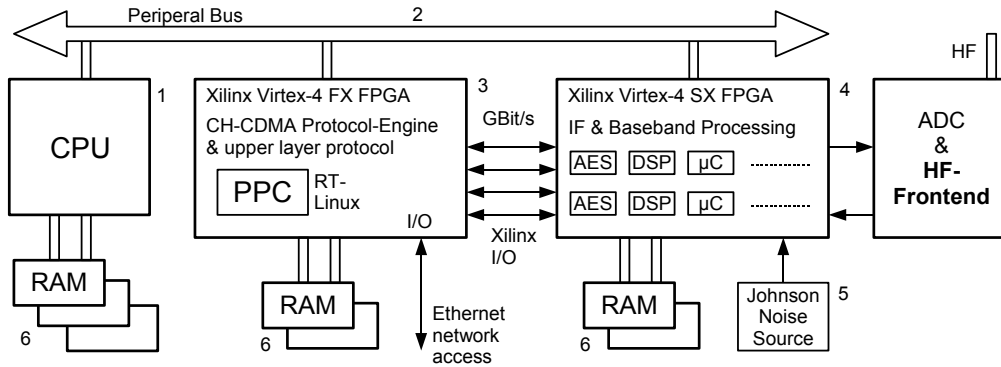 Periperal Bus
2
HF
1
CPU
3
Xilinx Virtex-4 FX FPGA
CH-CDMA Protocol-Engine
& upper layer protocol
PPC
RT-
Linux
I/O
GBit/s
Xilinx
I/O
4
Xilinx Virtex-4 SX FPGA
IF & Baseband Processing
AES DSP µC ............
AES DSP µC ............
ADC
&
HF-
Frontend
RAM
6
RAM
6
Ethernet
network
access
RAM
6
Johnson
Noise
Source
5